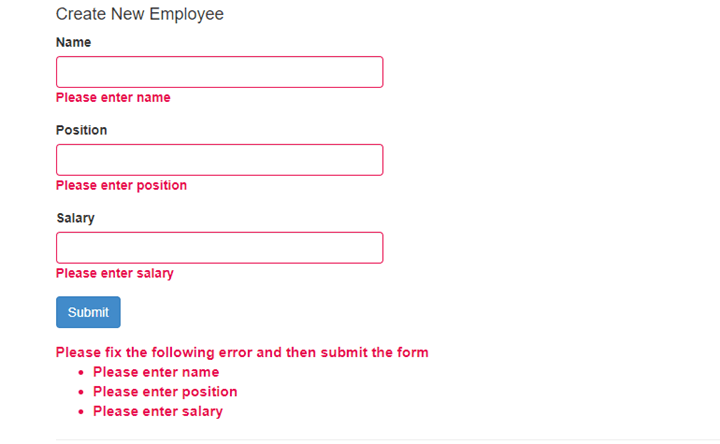 Create New Employee
Name
Please enter name
Position
Please enter position
Salary
Please enter salary
Submit
Please fix the following error and then submit the form
Please enter name
Please enter position
Please enter salary